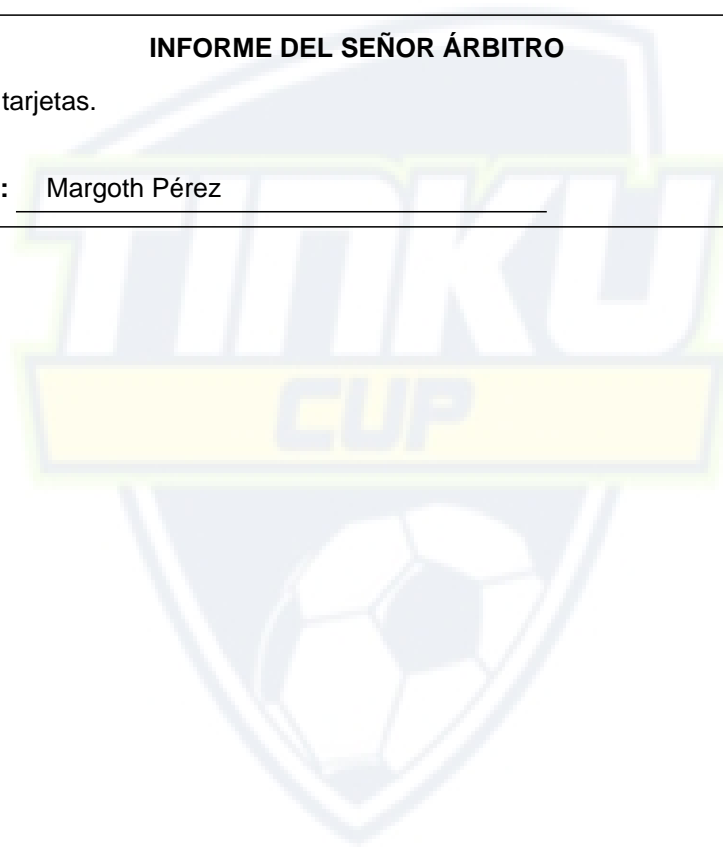 INFORME DEL SEÑOR ÁRBITRO
tarjetas.
: Margoth Pérez
TINKU
CUP